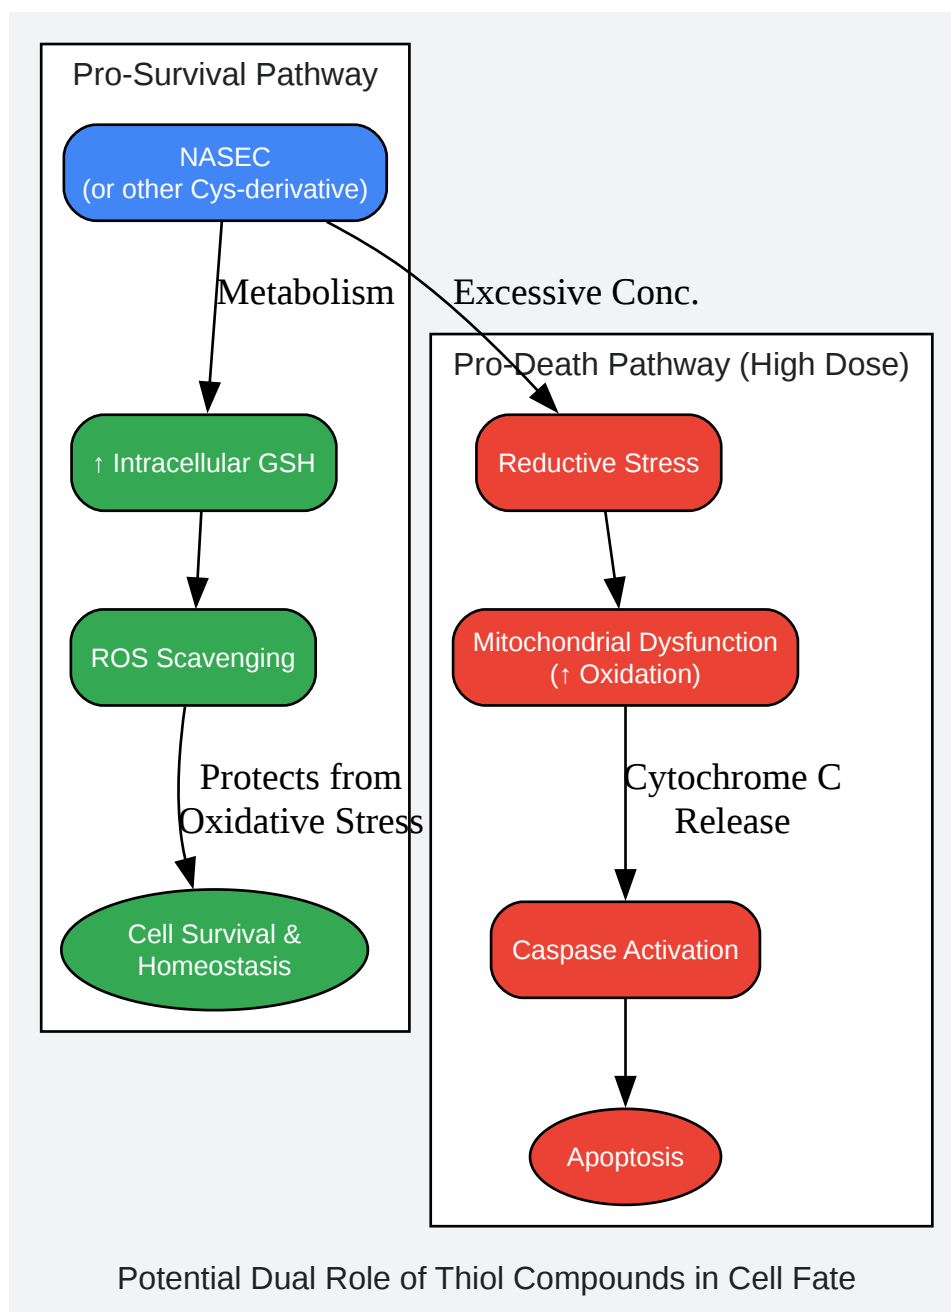 Pro-Survival Pathway
NASEC
(or other Cys-derivative)
Metabolism
Excessive Conc.
Pro-Death Pathway (High Dose)
↑ Intracellular GSH
Reductive Stress
ROS Scavenging
Mitochondrial Dysfunction
(↑ Oxidation)
Protects from
Oxidative Stress
Cytochrome C
Release
Cell Survival &
Homeostasis
Caspase Activation
Apoptosis
Potential Dual Role of Thiol Compounds in Cell Fate